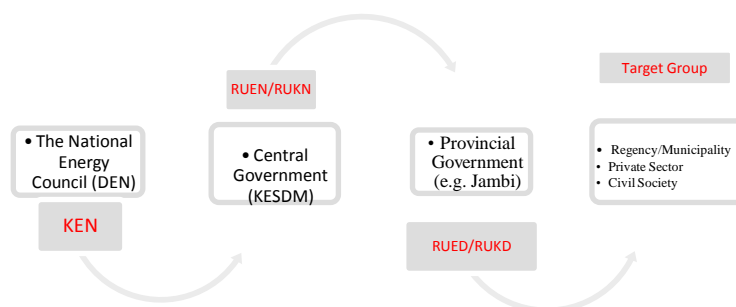 • The National
Energy
Council (DEN)
KEN
RUEN/RUKN
• Central
Government
(KESDM)
• Provincial
Government
(e.g. Jambi)
RUED/RUKD
Target Group
• Regency/Municipality
• Private Sector
• Civil Society